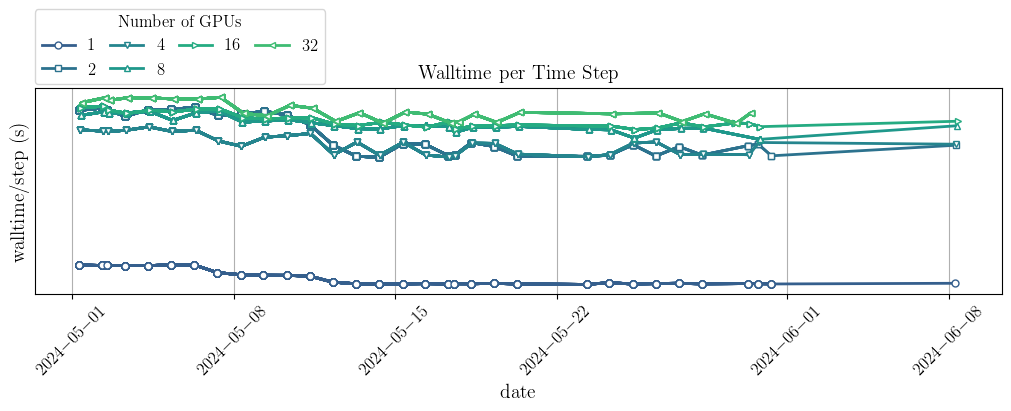 Number of GPUs
1 4 16 32
2 8
Walltime per Time Step
walltime/step (s)
2024−05−01 2024−05−08 2024−05−15 2024−05−22 2024−06−01 2024−06−08
date